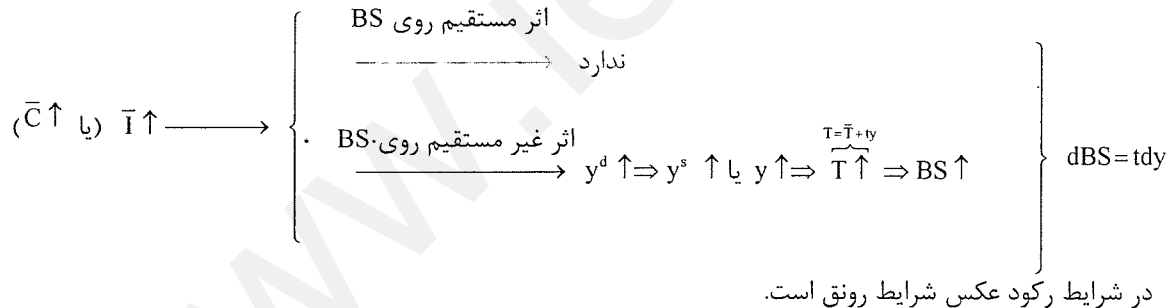 اثر مستقیم روی BS
ندارد
(یا C̅↑) I̅↑ ⟶
اثر غیر مستقیم روی BS
y^d ↑ ⇒ y^s ↑ یا y ↑ ⇒ T ↑ ⇒ BS ↑
T = T̅ + ty
dBS = tdy
در شرایط رکود عکس شرایط رونق است.